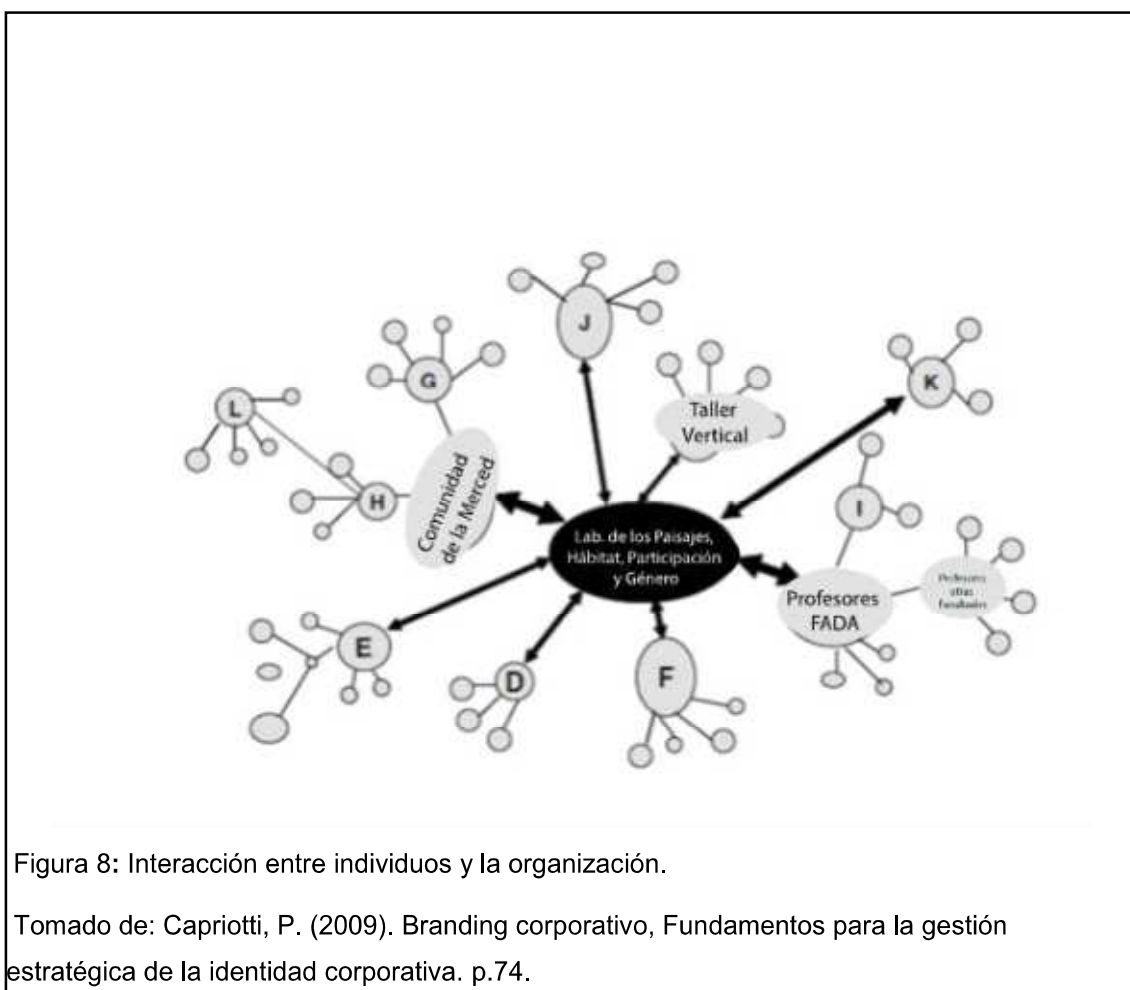 J
G
K
L
Taller
Vertical
Comunidad
de la Merced
H
I
Lab. de los Paisajes,
Hábitat, Participación
y Género
Profesores
otras
Profesores
FADA
E
D
F
Figura 8: Interacción entre individuos y la organización.
Tomado de: Capriotti, P. (2009). Branding corporativo, Fundamentos para la gestión
estratégica de la identidad corporativa. p.74.